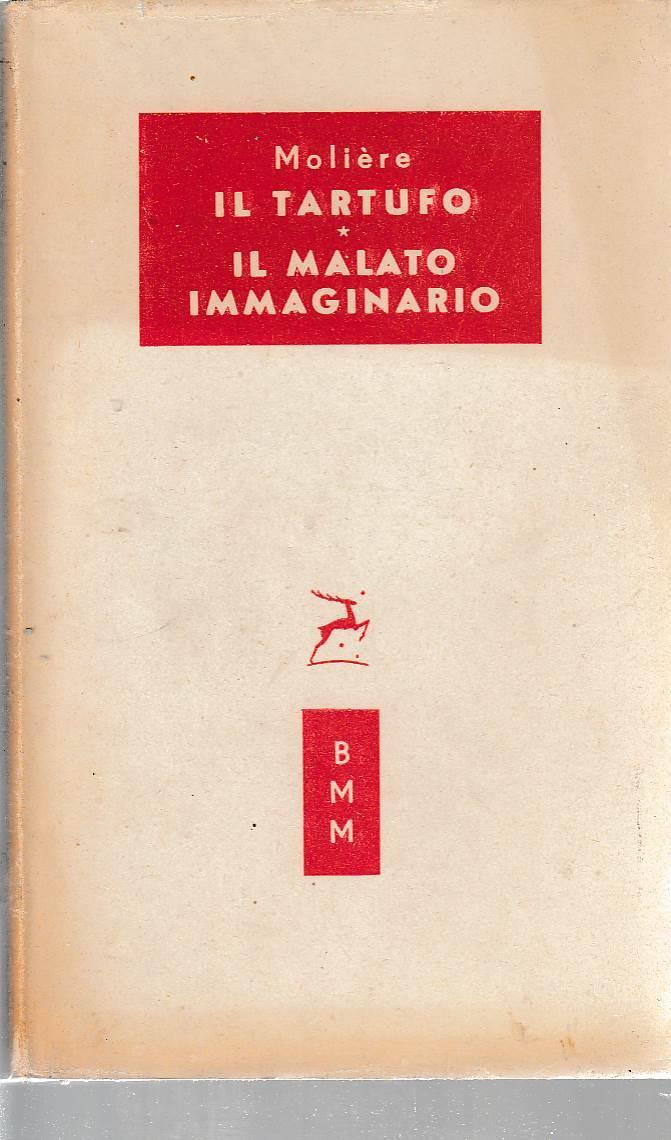 Molière
IL TARTUFO
*
IL MALATO
IMMAGINARIO
B
M
M